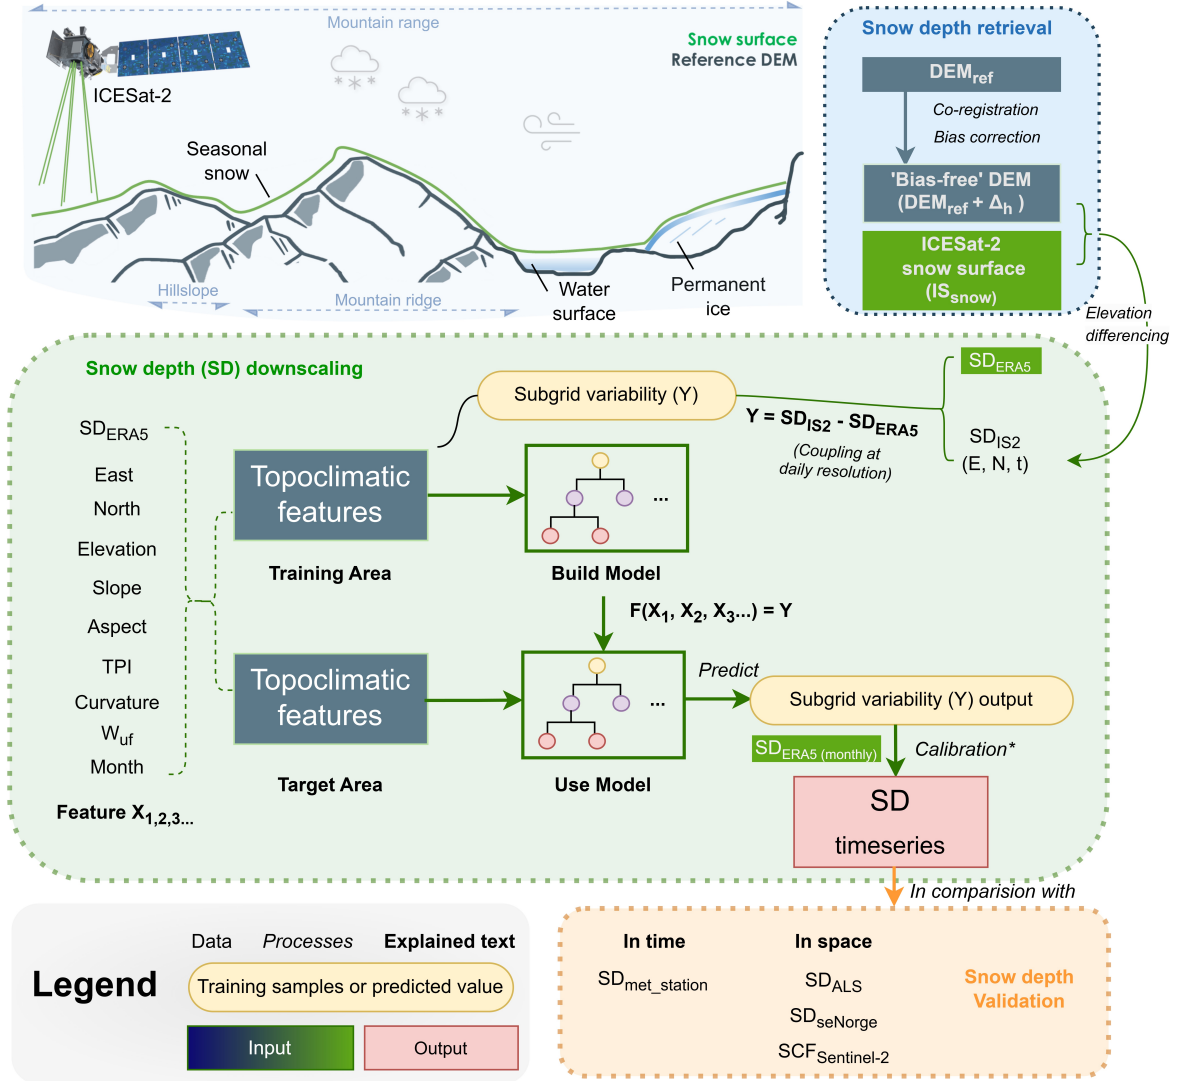 Mountain range
Snow surface
Reference DEM
ICESat-2
Seasonal
snow
Hillslope
Mountain ridge
Water
surface
Permanent
ice
Snow depth retrieval
DEMref
Co-registration
Bias correction
'Bias-free' DEM
(DEMref + Δh )
ICESat-2
snow surface
(ISsnow)
Elevation
differencing
Snow depth (SD) downscaling
Subgrid variability (Y)
Y = SDIS2 - SDERA5
(Coupling at
daily resolution)
SDERA5
SDIS2
(E, N, t)
SDERA5
East
North
Elevation
Slope
Aspect
TPI
Curvature
Wuf
Month
Feature X1,2,3...
Topoclimatic
features
Training Area
...
Build Model
F(X1, X2, X3...) = Y
Topoclimatic
features
Target Area
...
Use Model
Predict
Subgrid variability (Y) output
SDERA5 (monthly)
Calibration*
SD
timeseries
In comparision with
Legend
Data Processes Explained text
Training samples or predicted value
Input
Output
In time
SDmet_station
In space
SDALS
SDseNorge
SCFSentinel-2
Snow depth
Validation